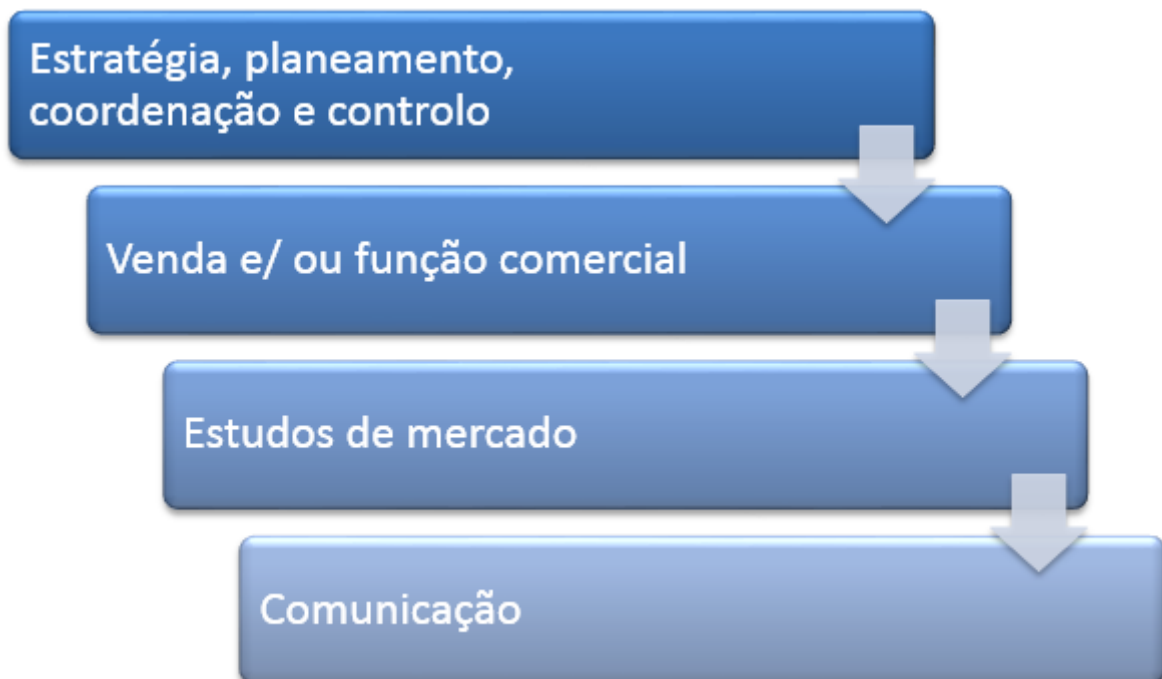 Estratégia, planeamento,
coordenação e controlo
Venda e/ ou função comercial
Estudos de mercado
Comunicação